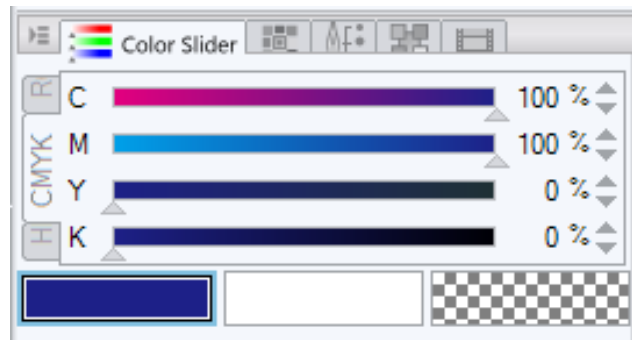 Color Slider
R
C 100 %
CMYK
M 100 %
Y 0 %
H
K 0 %